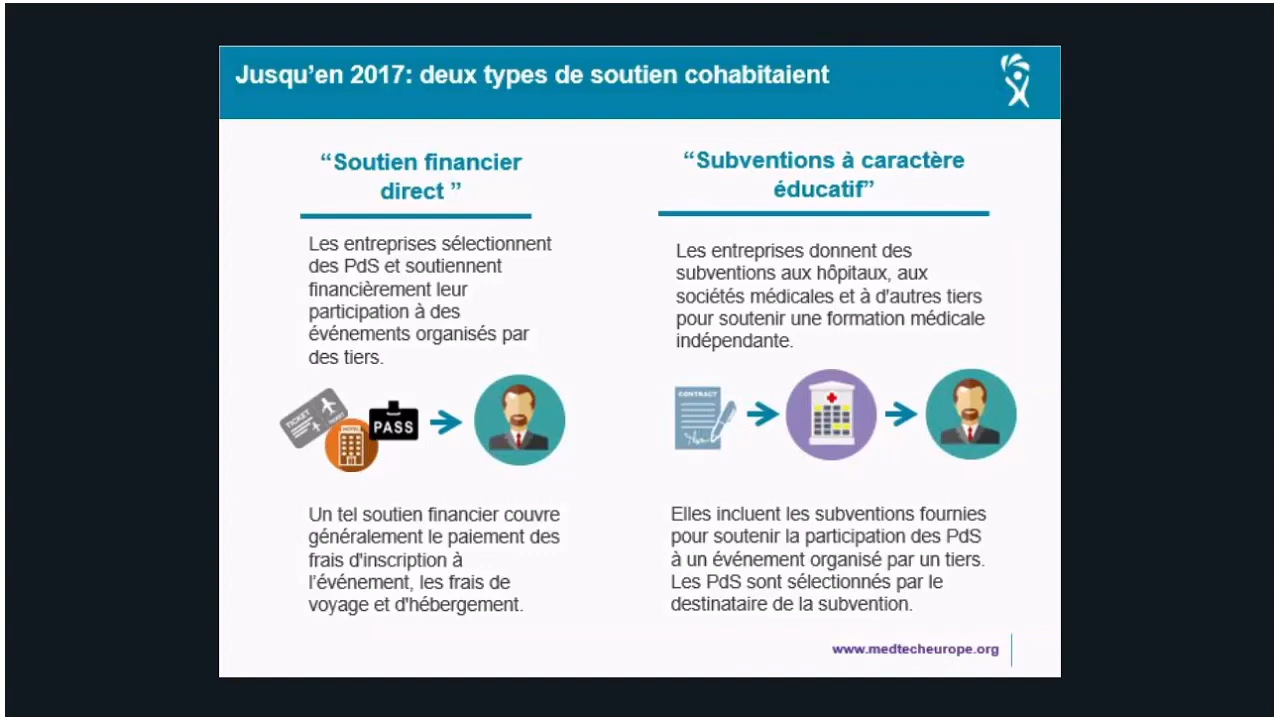 Jusqu'en 2017: deux types de soutien cohabitaient
“Soutien financier
direct ”
Les entreprises sélectionnent
des PdS et soutiennent
financièrement leur
participation à des
événements organisés par
des tiers.
TICKET
HOTEL
PASS
Un tel soutien financier couvre
généralement le paiement des
frais d'inscription à
l’événement, les frais de
voyage et d'hébergement.
“Subventions à caractère
éducatif”
Les entreprises donnent des
subventions aux hôpitaux, aux
sociétés médicales et à d'autres tiers
pour soutenir une formation médicale
indépendante.
CONTRACT
Elles incluent les subventions fournies
pour soutenir la participation des PdS
à un événement organisé par un tiers.
Les PdS sont sélectionnés par le
destinataire de la subvention.
www.medtecheurope.org